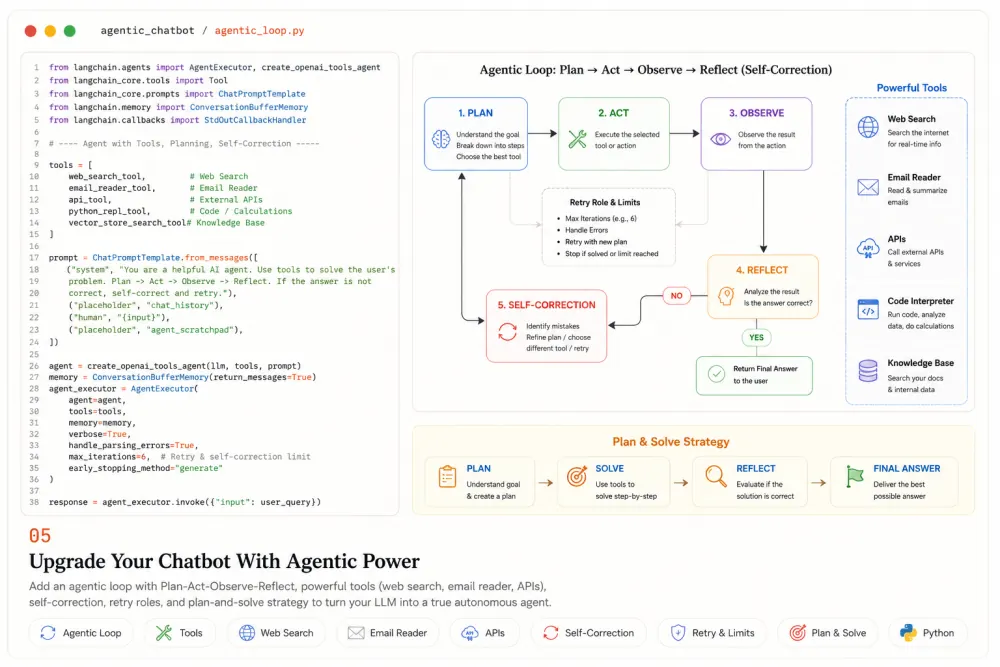 agentic_chatbot / agentic_loop.py
1 from langchain.agents import AgentExecutor, create_openai_tools_agent
2 from langchain_core.tools import Tool
3 from langchain_core.prompts import ChatPromptTemplate
4 from langchain.memory import ConversationBufferMemory
5 from langchain.callbacks import StdOutCallbackHandler
6
7 # ---- Agent with Tools, Planning, Self-Correction -----
8
9 tools = [
10 web_search_tool, # Web Search
11 email_reader_tool, # Email Reader
12 api_tool, # External APIs
13 python_repl_tool, # Code / Calculations
14 vector_store_search_tool# Knowledge Base
15 ]
16
17 prompt = ChatPromptTemplate.from_messages([
18 ("system", "You are a helpful AI agent. Use tools to solve the user's
19 problem. Plan -> Act -> Observe -> Reflect. If the answer is not
20 correct, self-correct and retry."),
21 ("placeholder", "chat_history"),
22 ("human", "{input}"),
23 ("placeholder", "agent_scratchpad"),
24 ])
25
26 agent = create_openai_tools_agent(llm, tools, prompt)
27 memory = ConversationBufferMemory(return_messages=True)
28 agent_executor = AgentExecutor(
29 agent=agent,
30 tools=tools,
31 memory=memory,
32 verbose=True,
33 handle_parsing_errors=True,
34 max_iterations=6, # Retry & self-correction limit
35 early_stopping_method="generate"
36 )
37
38 response = agent_executor.invoke({"input": user_query})
Agentic Loop: Plan → Act → Observe → Reflect (Self-Correction)
1. PLAN
Understand the goal
Break down into steps
Choose the best tool
2. ACT
Execute the selected
tool or action
3. OBSERVE
Observe the result
from the action
Retry Role & Limits
• Max Iterations (e.g., 6)
• Handle Errors
• Retry with new plan
• Stop if solved or limit reached
4. REFLECT
Analyze the result
Is the answer correct?
NO
5. SELF-CORRECTION
Identify mistakes
Refine plan / choose
different tool / retry
YES
Return Final Answer
to the user
Powerful Tools
Web Search
Search the internet
for real-time info
Email Reader
Read & summarize
emails
API
APIs
Call external APIs
& services
Code Interpreter
Run code, analyze
data, do calculations
Knowledge Base
Search your docs
& internal data
Plan & Solve Strategy
PLAN
Understand goal
& create a plan
SOLVE
Use tools to
solve step-by-step
REFLECT
Evaluate if the
solution is correct
FINAL ANSWER
Deliver the best
possible answer
05
Upgrade Your Chatbot With Agentic Power
Add an agentic loop with Plan-Act-Observe-Reflect, powerful tools (web search, email reader, APIs),
self-correction, retry roles, and plan-and-solve strategy to turn your LLM into a true autonomous agent.
Agentic Loop
Tools
Web Search
Email Reader
API
APIs
Self-Correction
Retry & Limits
Plan & Solve
Python